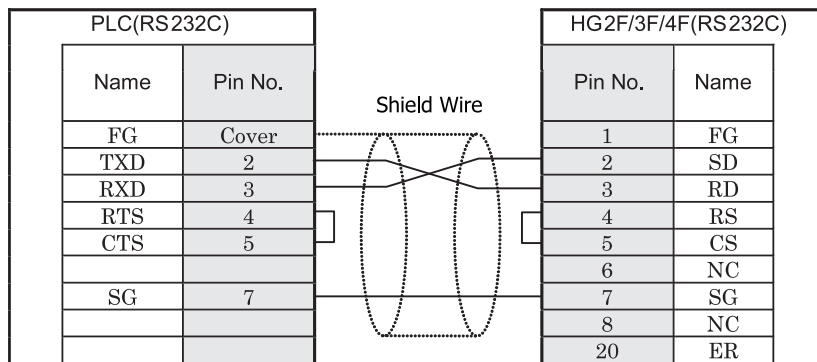 PLC(RS232C) HG2F/3F/4F(RS232C)
Name Pin No. Pin No. Name
Shield Wire
FG Cover 1 FG
TXD 2 2 SD
RXD 3 3 RD
RTS 4 4 RS
CTS 5 5 CS
6 NC
SG 7 7 SG
8 NC
20 ER